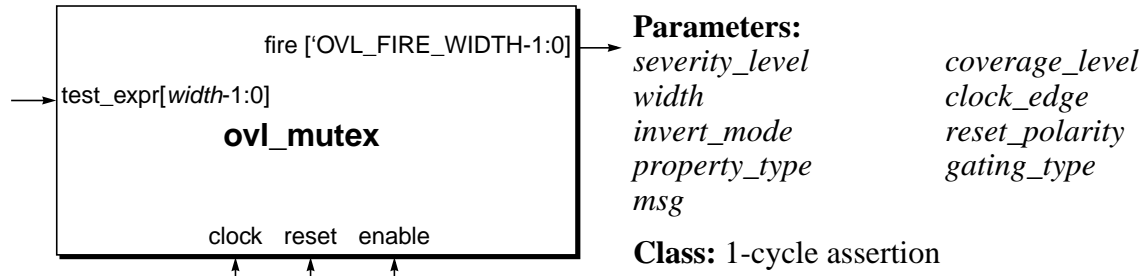 fire [‘OVL_FIRE_WIDTH-1:0]
test_expr[width-1:0]
ovl_mutex
clock reset enable
Parameters:
severity_level coverage_level
width clock_edge
invert_mode reset_polarity
property_type gating_type
msg
Class: 1-cycle assertion